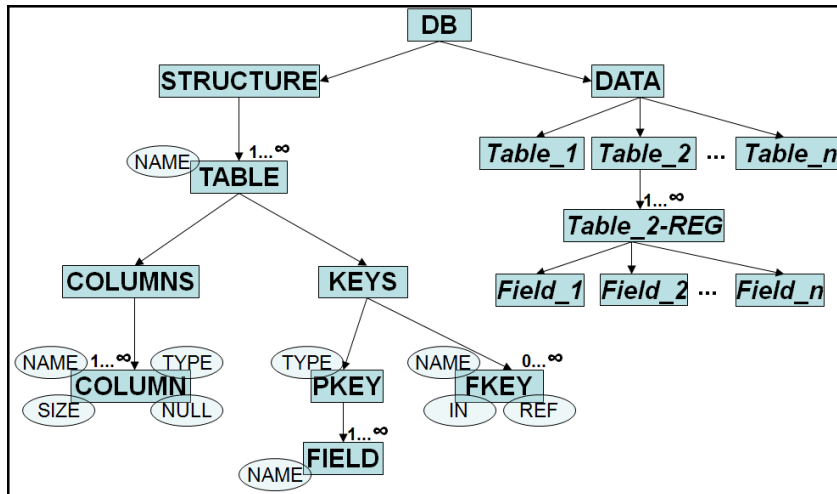 DB
STRUCTURE DATA
1...∞
NAME
TABLE
Table_1 Table_2 ... Table_n
1...∞
Table_2-REG
COLUMNS KEYS
Field_1 Field_2 ... Field_n
NAME 1...∞ TYPE
COLUMN
SIZE NULL
TYPE
PKEY
NAME 0...∞
FKEY
IN REF
1...∞
FIELD
NAME